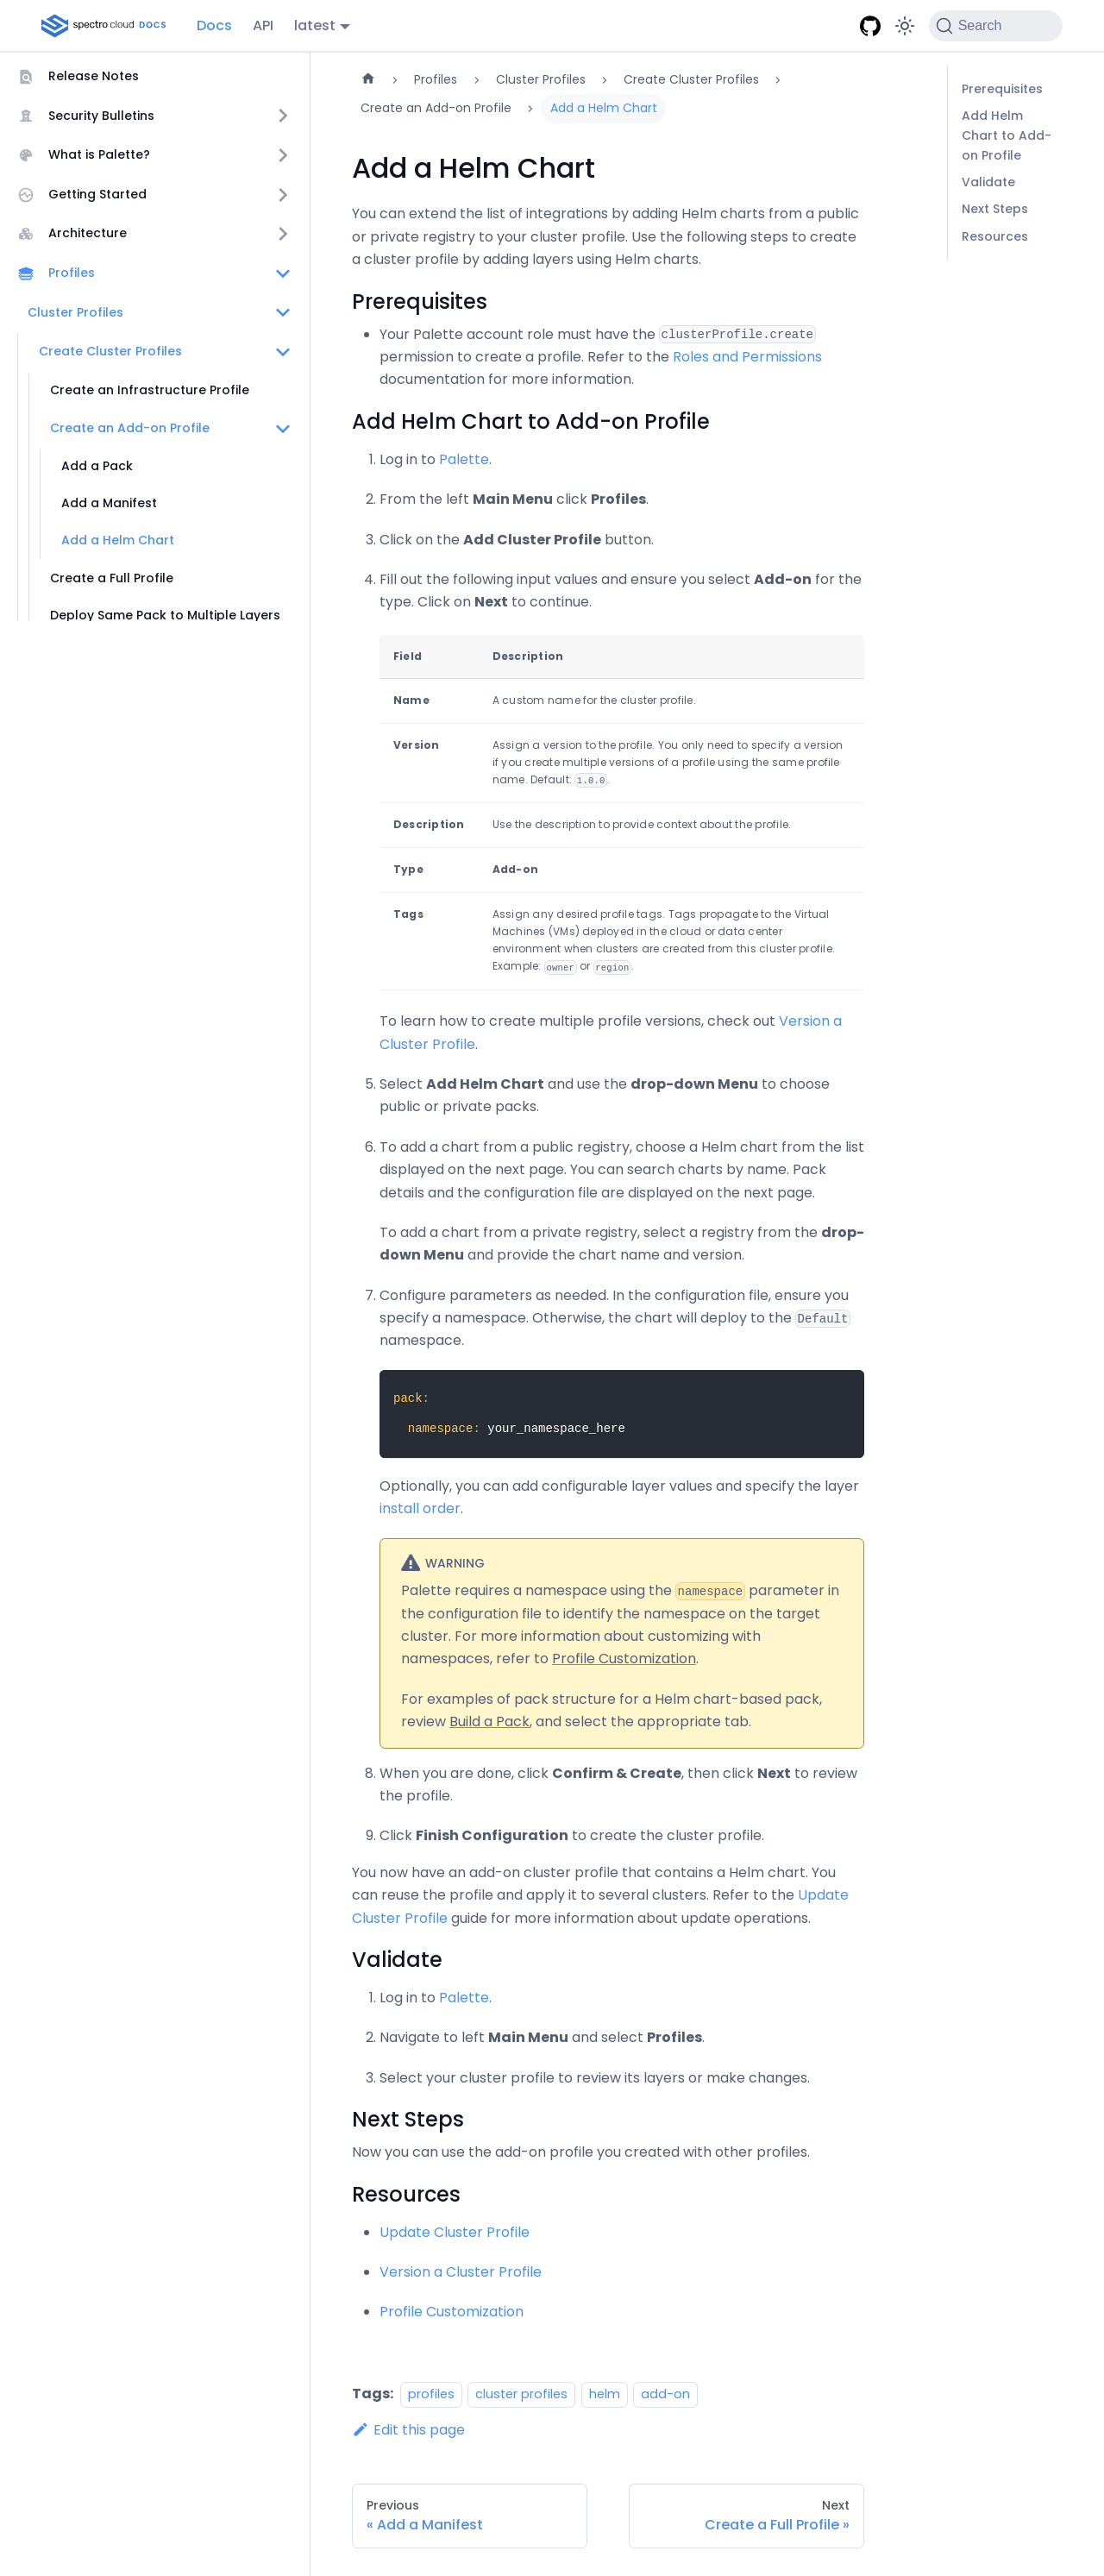 spectro cloud DOCS
Docs
API
latest
Search
Release Notes
Security Bulletins
What is Palette?
Getting Started
Architecture
Profiles
Cluster Profiles
Create Cluster Profiles
Create an Infrastructure Profile
Create an Add-on Profile
Add a Pack
Add a Manifest
Add a Helm Chart
Create a Full Profile
Deploy Same Pack to Multiple Layers
Profiles
Cluster Profiles
Create Cluster Profiles
Create an Add-on Profile
Add a Helm Chart
Add a Helm Chart
You can extend the list of integrations by adding Helm charts from a public
or private registry to your cluster profile. Use the following steps to create
a cluster profile by adding layers using Helm charts.
Prerequisites
Your Palette account role must have the clusterProfile.create
permission to create a profile. Refer to the Roles and Permissions
documentation for more information.
Add Helm Chart to Add-on Profile
1. Log in to Palette.
2. From the left Main Menu click Profiles.
3. Click on the Add Cluster Profile button.
4. Fill out the following input values and ensure you select Add-on for the
type. Click on Next to continue.
Field Description
Name A custom name for the cluster profile.
Version Assign a version to the profile. You only need to specify a version
if you create multiple versions of a profile using the same profile
name. Default: 1.0.0.
Description Use the description to provide context about the profile.
Type Add-on
Tags Assign any desired profile tags. Tags propagate to the Virtual
Machines (VMs) deployed in the cloud or data center
environment when clusters are created from this cluster profile.
Example: owner or region.
To learn how to create multiple profile versions, check out Version a
Cluster Profile.
5. Select Add Helm Chart and use the drop-down Menu to choose
public or private packs.
6. To add a chart from a public registry, choose a Helm chart from the list
displayed on the next page. You can search charts by name. Pack
details and the configuration file are displayed on the next page.
To add a chart from a private registry, select a registry from the drop-
down Menu and provide the chart name and version.
7. Configure parameters as needed. In the configuration file, ensure you
specify a namespace. Otherwise, the chart will deploy to the Default
namespace.
pack:
namespace: your_namespace_here
Optionally, you can add configurable layer values and specify the layer
install order.
WARNING
Palette requires a namespace using the namespace parameter in
the configuration file to identify the namespace on the target
cluster. For more information about customizing with
namespaces, refer to Profile Customization.
For examples of pack structure for a Helm chart-based pack,
review Build a Pack, and select the appropriate tab.
8. When you are done, click Confirm & Create, then click Next to review
the profile.
9. Click Finish Configuration to create the cluster profile.
You now have an add-on cluster profile that contains a Helm chart. You
can reuse the profile and apply it to several clusters. Refer to the Update
Cluster Profile guide for more information about update operations.
Validate
1. Log in to Palette.
2. Navigate to left Main Menu and select Profiles.
3. Select your cluster profile to review its layers or make changes.
Next Steps
Now you can use the add-on profile you created with other profiles.
Resources
Update Cluster Profile
Version a Cluster Profile
Profile Customization
Tags: profiles cluster profiles helm add-on
Edit this page
Previous
« Add a Manifest
Next
Create a Full Profile »
Prerequisites
Add Helm
Chart to Add-
on Profile
Validate
Next Steps
Resources